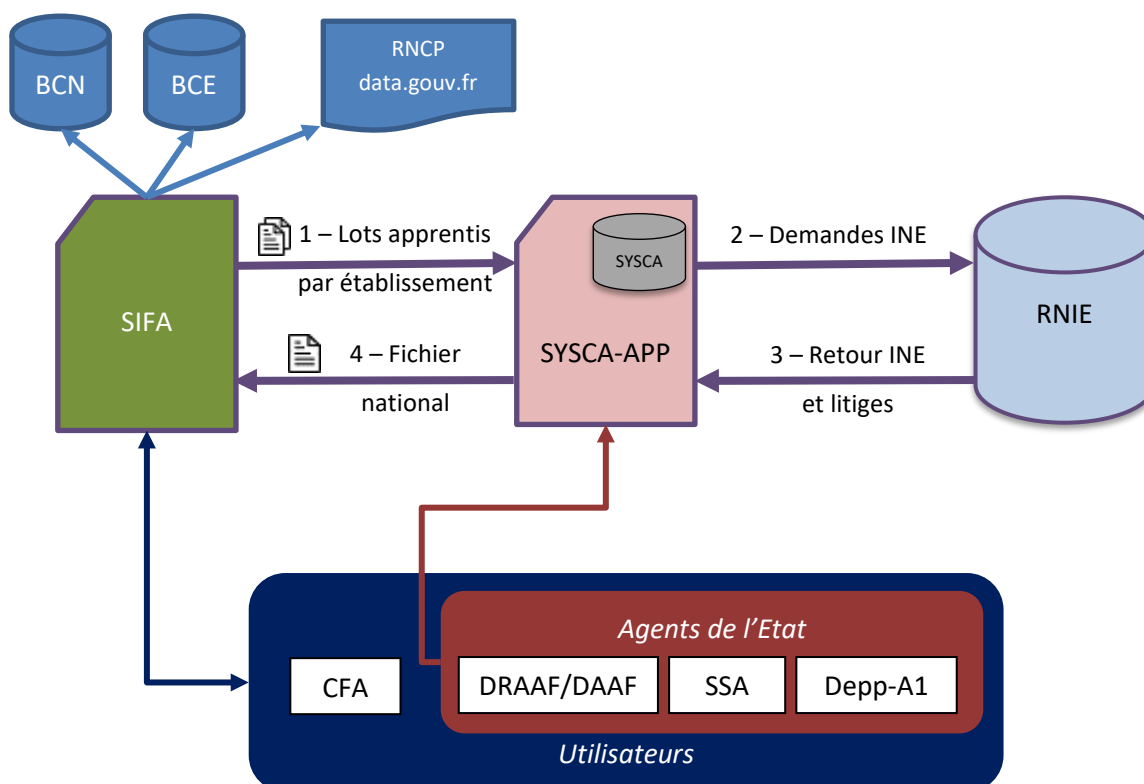 BCN
BCE
RNCP
data.gouv.fr
SIFA
1 – Lots apprentis
par établissement
4 – Fichier
national
SYSCA
SYSCA-APP
2 – Demandes INE
3 – Retour INE
et litiges
RNIE
Agents de l’Etat
CFA
DRAAF/DAAF
SSA
Depp-A1
Utilisateurs